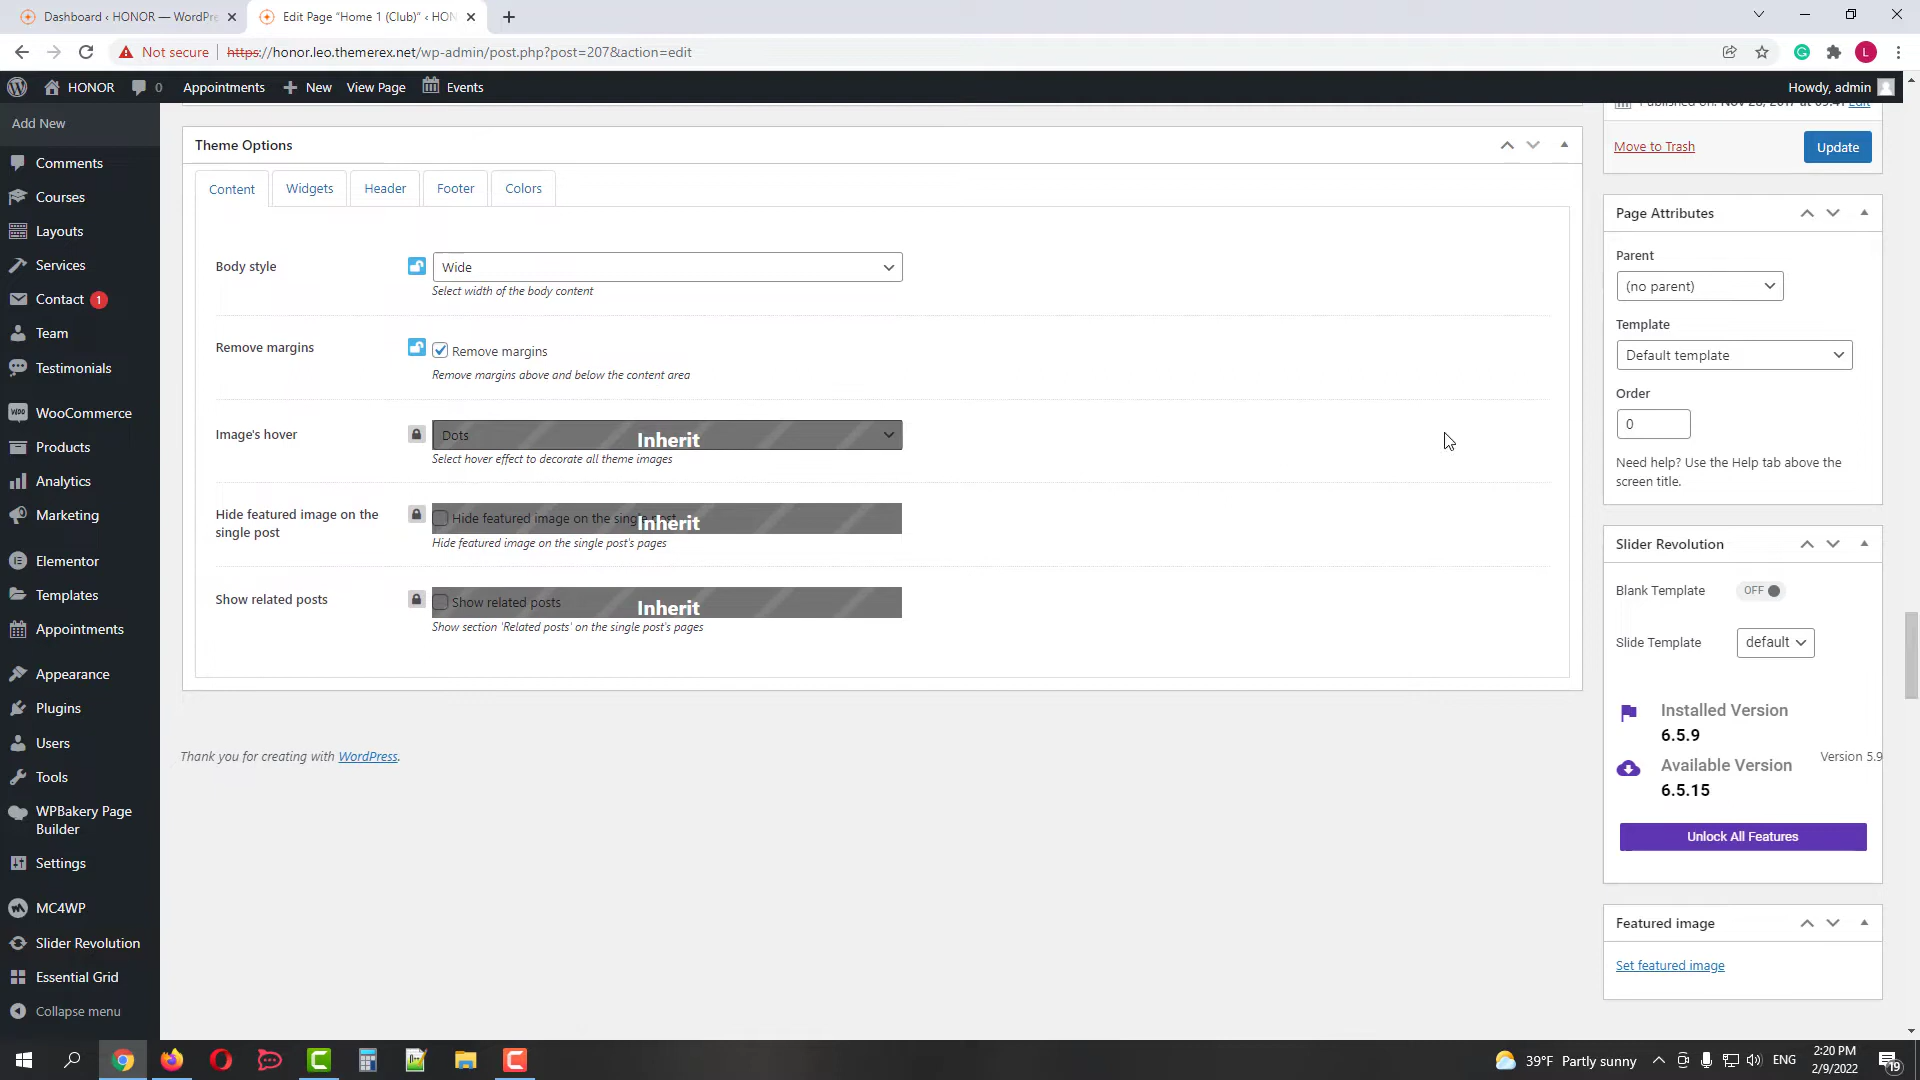 Dashboard ‹ HONOR — WordPre
Edit Page “Home 1 (Club)” ‹ HON
Not secure
https://honor.leo.themerex.net/wp-admin/post.php?post=207&action=edit
L
HONOR
0
Appointments
New
View Page
Events
Howdy, admin
Add New
Comments
Courses
Layouts
Services
Contact 1
Team
Testimonials
WooCommerce
Products
Analytics
Marketing
Elementor
Templates
Appointments
Appearance
Plugins
Users
Tools
WPBakery Page
Builder
Settings
MC4WP
Slider Revolution
Essential Grid
Collapse menu
Theme Options
Content
Widgets
Header
Footer
Colors
Body style
Wide
Select width of the body content
Remove margins
Remove margins
Remove margins above and below the content area
Image's hover
Dots
Inherit
Select hover effect to decorate all theme images
Hide featured image on the
single post
Hide featured image on the single post
Inherit
Hide featured image on the single post's pages
Show related posts
Show related posts
Inherit
Show section 'Related posts' on the single post's pages
Thank you for creating with WordPress.
Version 5.9
Published on: Nov 28, 2017 at 09:41 Edit
Move to Trash
Update
Page Attributes
Parent
(no parent)
Template
Default template
Order
0
Need help? Use the Help tab above the
screen title.
Slider Revolution
Blank Template
OFF
Slide Template
default
Installed Version
6.5.9
Available Version
6.5.15
Unlock All Features
Featured image
Set featured image
39°F Partly sunny
ENG
2:20 PM
2/9/2022
19